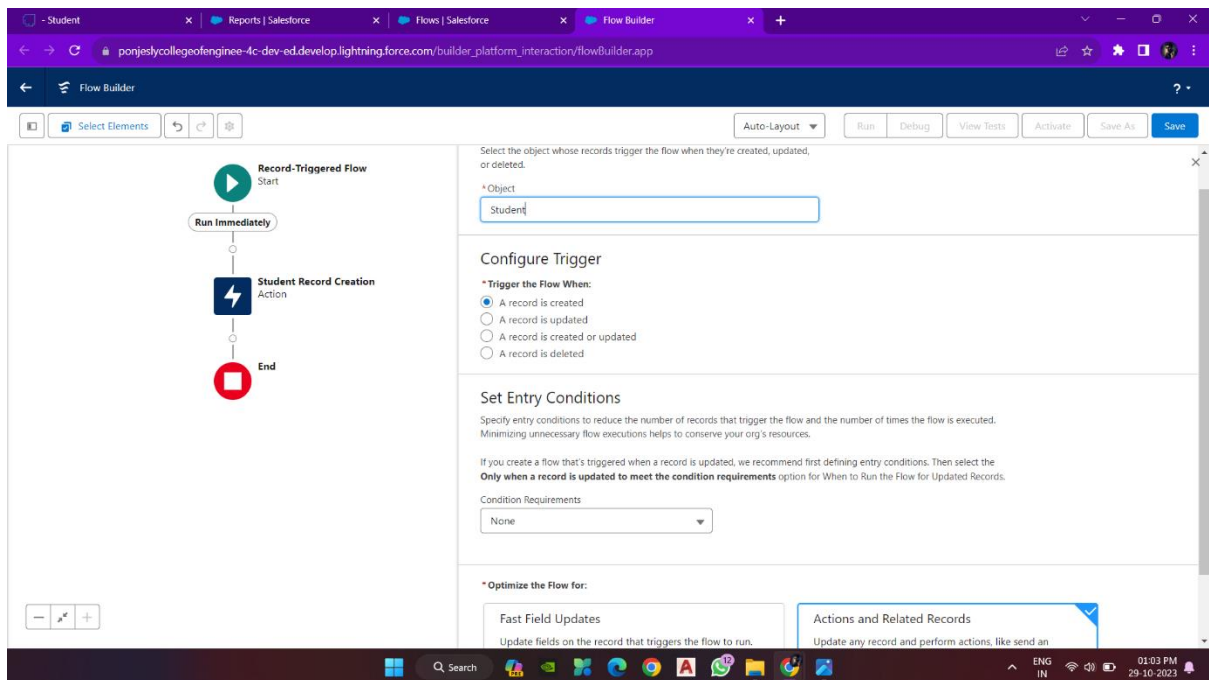 - Student
Reports | Salesforce
Flows | Salesforce
Flow Builder
ponjeslycollegeofenginee-4c-dev-ed.develop.lightning.force.com/builder_platform_interaction/flowBuilder.app
Flow Builder
?
Select Elements
Auto-Layout
Run
Debug
View Tests
Activate
Save As
Save
Record-Triggered Flow
Start
Run Immediately
Student Record Creation
Action
End
Select the object whose records trigger the flow when they're created, updated,
or deleted.
*Object
Student
Configure Trigger
*Trigger the Flow When:
A record is created
A record is updated
A record is created or updated
A record is deleted
Set Entry Conditions
Specify entry conditions to reduce the number of records that trigger the flow and the number of times the flow is executed.
Minimizing unnecessary flow executions helps to conserve your org's resources.
If you create a flow that's triggered when a record is updated, we recommend first defining entry conditions. Then select the
Only when a record is updated to meet the condition requirements option for When to Run the Flow for Updated Records.
Condition Requirements
None
*Optimize the Flow for:
Fast Field Updates
Update fields on the record that triggers the flow to run.
Actions and Related Records
Update any record and perform actions, like send an
Search
12
ENG
IN
01:03 PM
29-10-2023